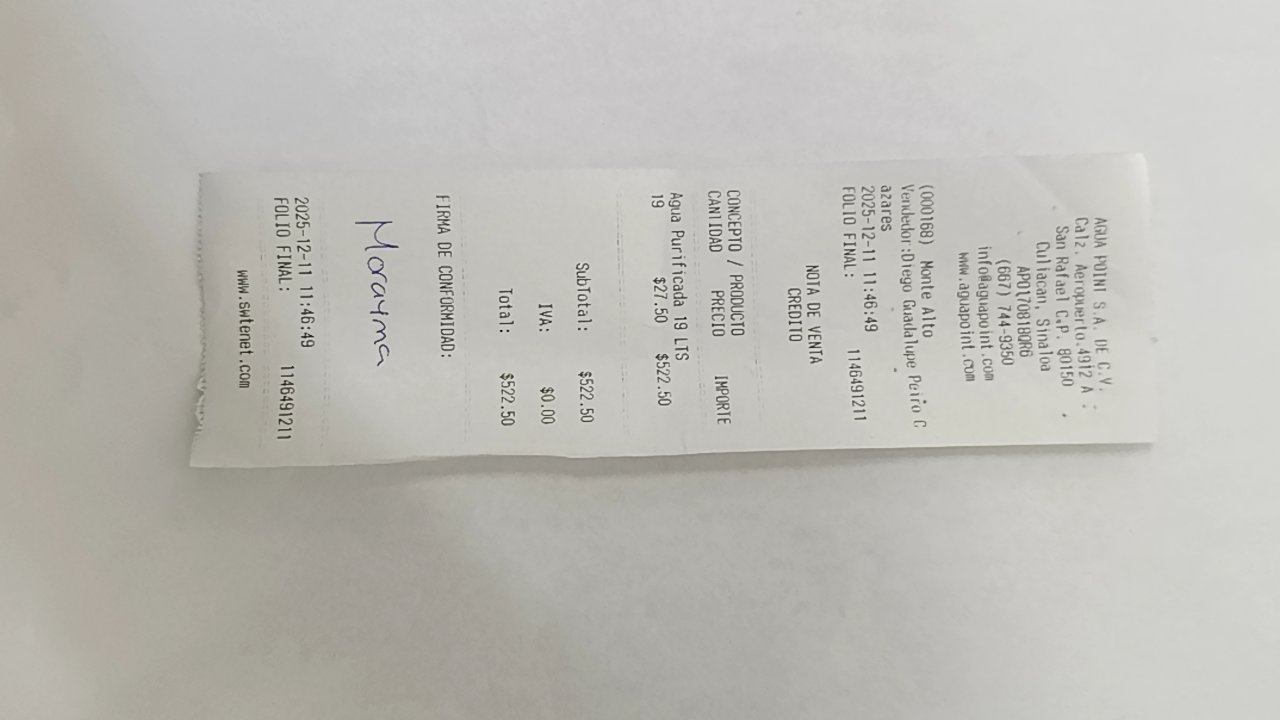 AGUA POINT S.A. DE C.V.
Calz. Aeropuerto 4912 A
San Rafael C.P. 80150
Culiacan, Sinaloa
APO170818QR6
(667) 744-9350
info@aguapoint.com
www.aguapoint.com
(000168) Monte Alto
Vendedor:Diego Guadalupe Peiro C
azares
2025-12-11 11:46:49
FOLIO FINAL: 1146491211
NOTA DE VENTA
CREDITO
CONCEPTO / PRODUCTO
CANTIDAD PRECIO IMPORTE
Agua Purificada 19 LTS
19 $27.50 $522.50
SubTotal: $522.50
IVA: $0.00
Total: $522.50
FIRMA DE CONFORMIDAD:
Morayma
2025-12-11 11:46:49
FOLIO FINAL: 1146491211
www.swtenet.com